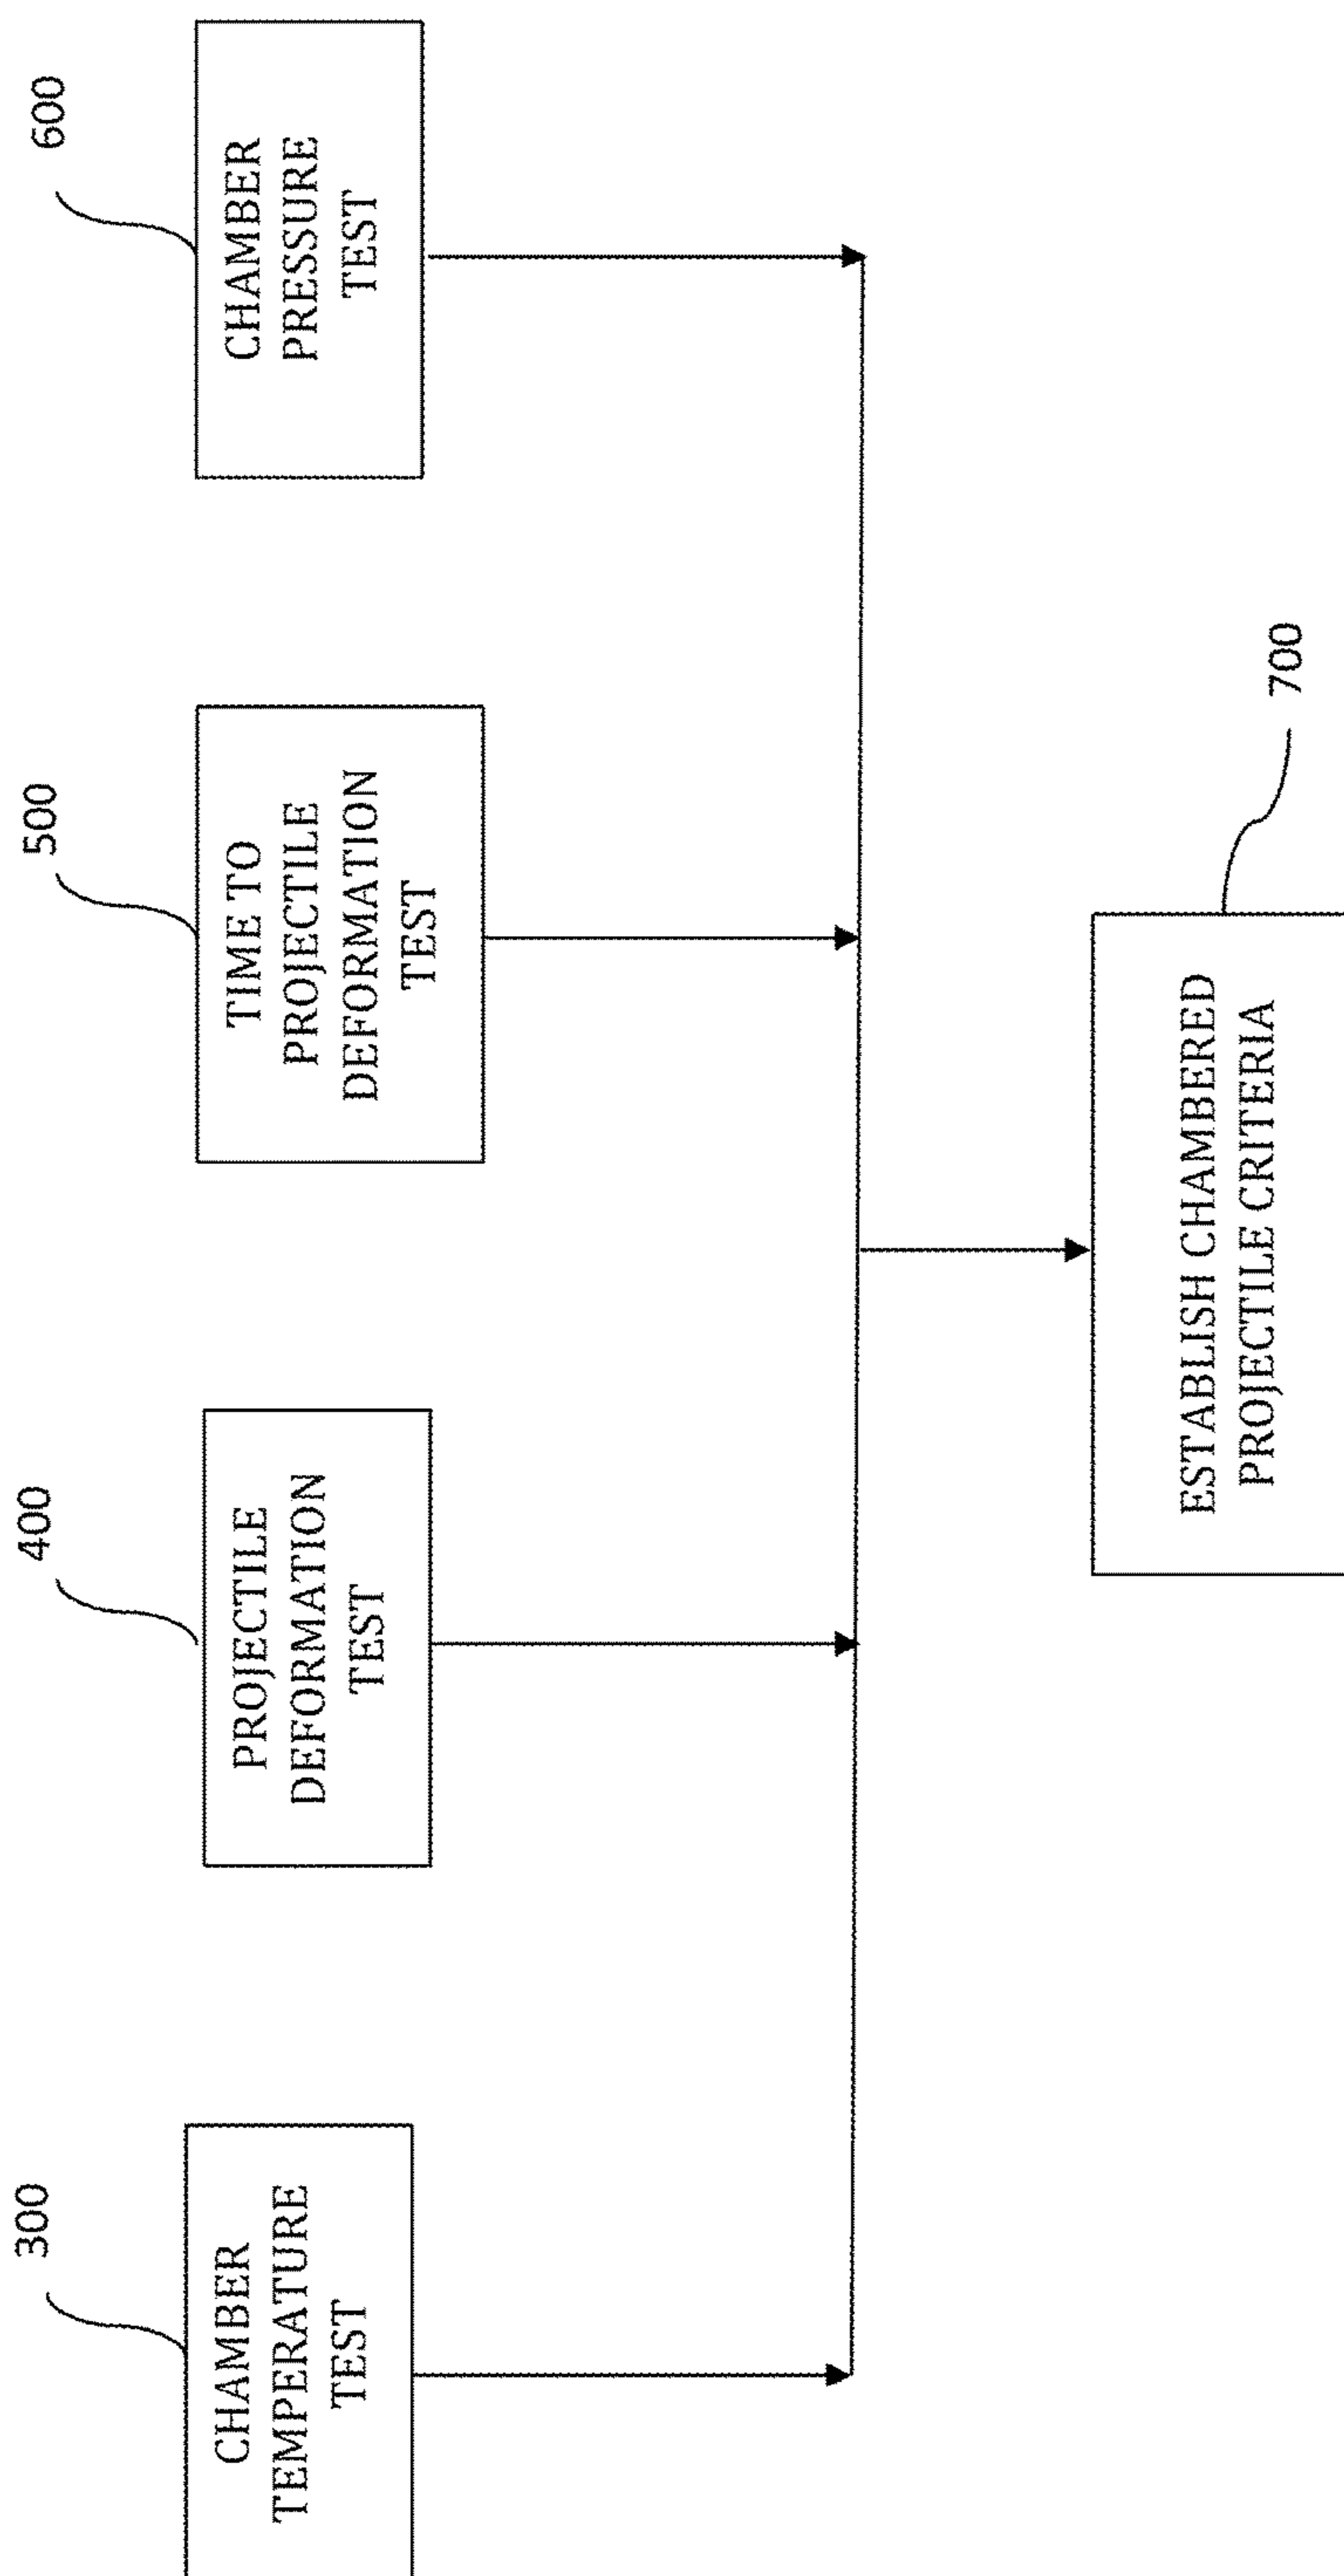 300
CHAMBER
TEMPERATURE
TEST
400
PROJECTILE
DEFORMATION
TEST
500
TIME TO
PROJECTILE
DEFORMATION
TEST
600
CHAMBER
PRESSURE
TEST
700
ESTABLISH CHAMBERED
PROJECTILE CRITERIA